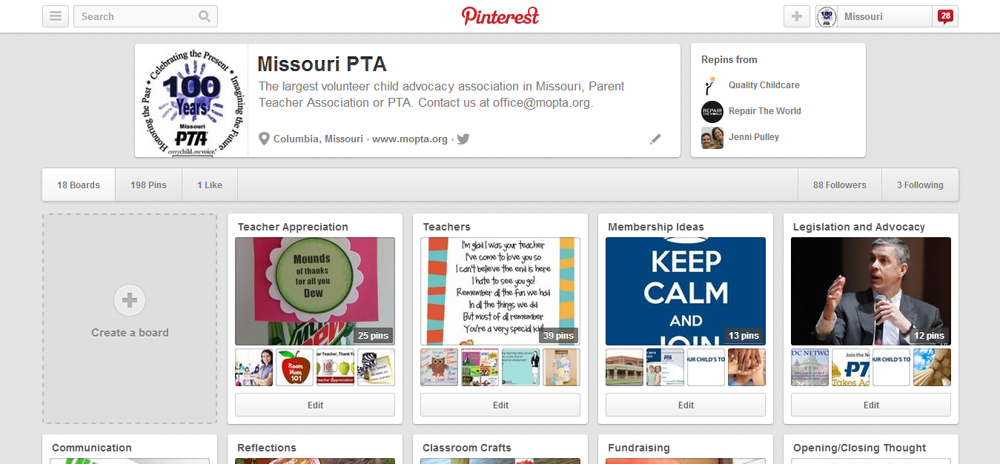 Search
Pinterest
Missouri
28
Celebrating the Present
Honoring the Past
Imagining the Future
100
Years
Missouri
PTA
everychild.onevoice.
Missouri PTA
The largest volunteer child advocacy association in Missouri, Parent
Teacher Association or PTA. Contact us at office@mopta.org.
Columbia, Missouri · www.mopta.org ·
Repins from
Quality Childcare
REPAIR
THE WORLD
Repair The World
Jenni Pulley
18 Boards
198 Pins
1 Like
88 Followers
3 Following
Create a board
Teacher Appreciation
Mounds
of thanks
for all you
Dew
25 pins
Room
Mom
101
Teacher Appreciation
Edit
Teachers
I'm glad I was your teacher
I've come to love you so
I can't believe the end is here
I hate to see you go!
Remember all the fun we had
In all the things we did
But most of all remember
You're a very special kid
39 pins
Edit
Membership Ideas
KEEP
CALM
AND
JOIN
13 pins
PTA
OUR CHILD'S TO
Edit
Legislation and Advocacy
12 pins
DC NETWO
Join the N
PT
Takes Ac
OUR CHILD'S TO
Edit
Communication
Reflections
Classroom Crafts
Fundraising
Opening/Closing Thought